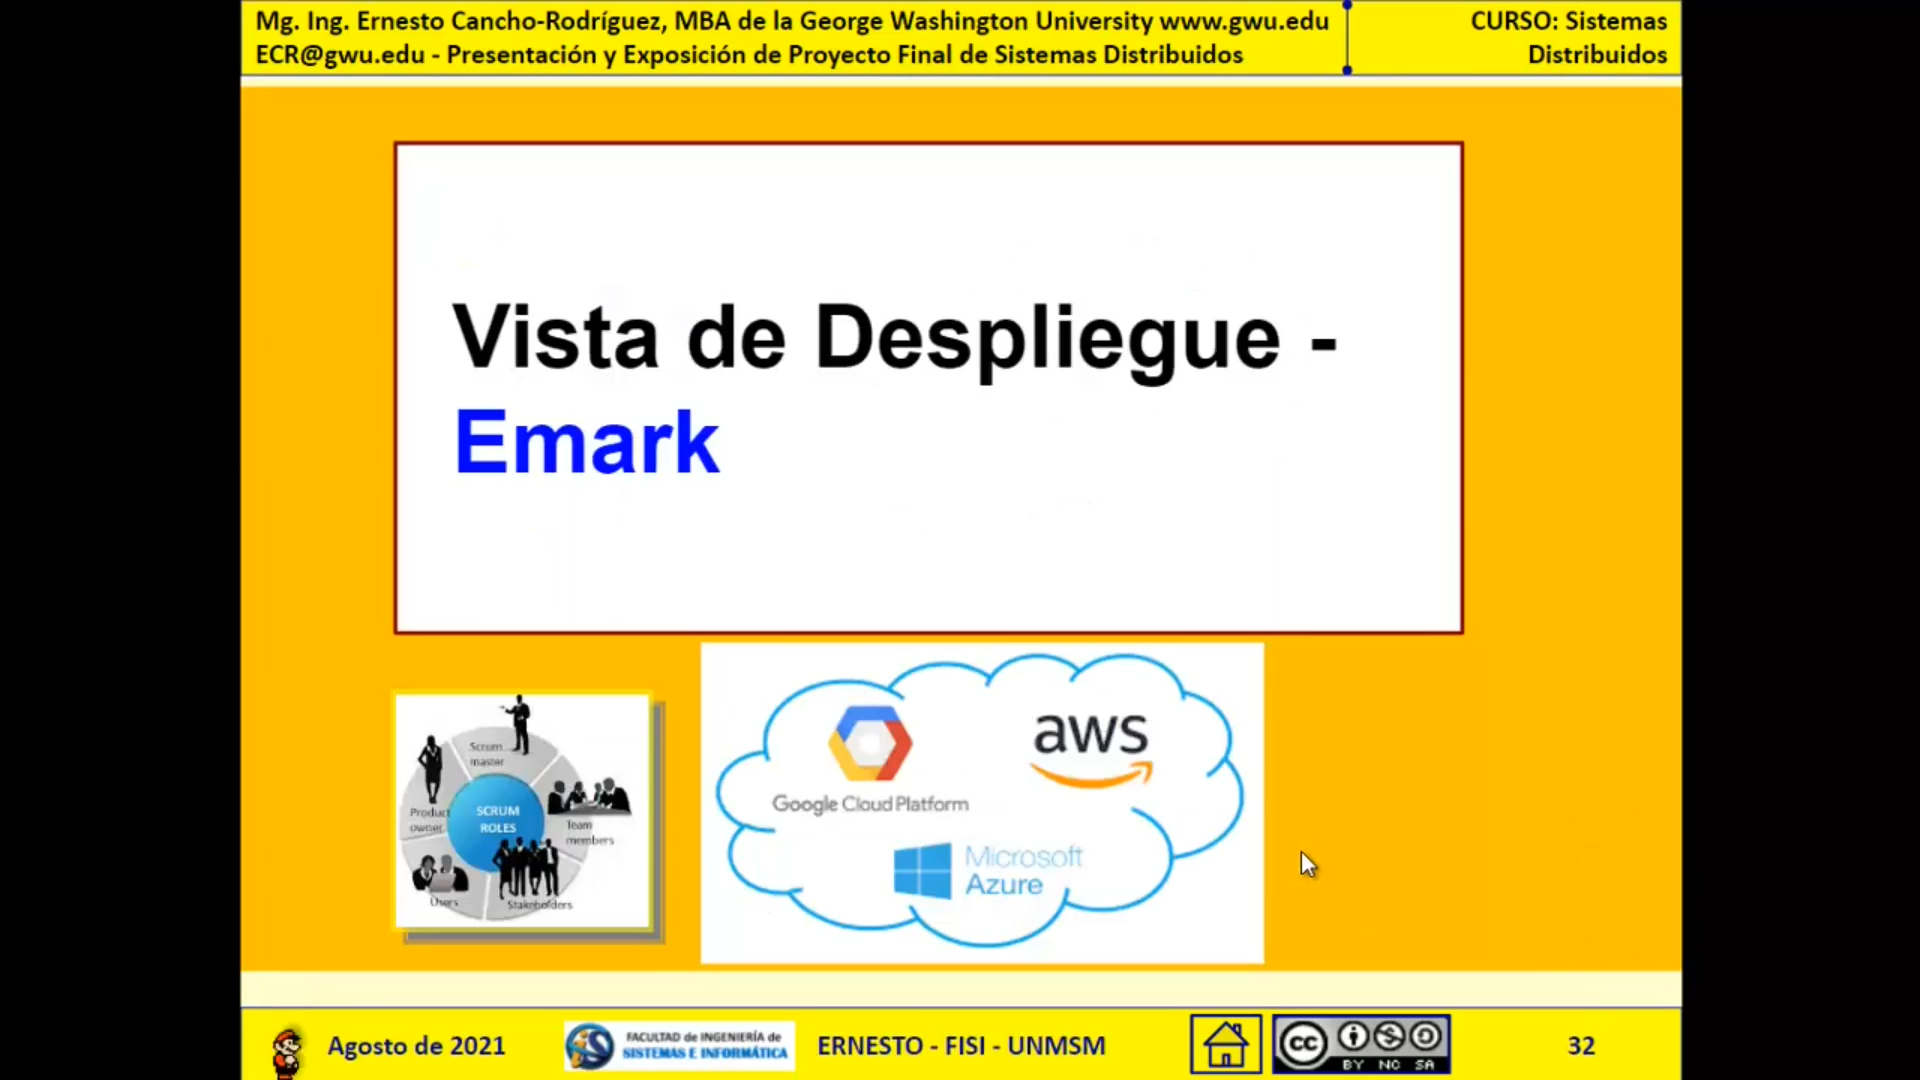 Mg. Ing. Ernesto Cancho-Rodríguez, MBA de la George Washington University www.gwu.edu
ECR@gwu.edu - Presentación y Exposición de Proyecto Final de Sistemas Distribuidos
CURSO: Sistemas
Distribuidos
Vista de Despliegue -
Emark
Scrum
master
Product
owner
SCRUM
ROLES
Team
members
Users
Stakeholders
Google Cloud Platform
aws
Microsoft
Azure
Agosto de 2021
FACULTAD de INGENIERÍA de
SISTEMAS E INFORMÁTICA
ERNESTO - FISI - UNMSM
cc
BY NC SA
32